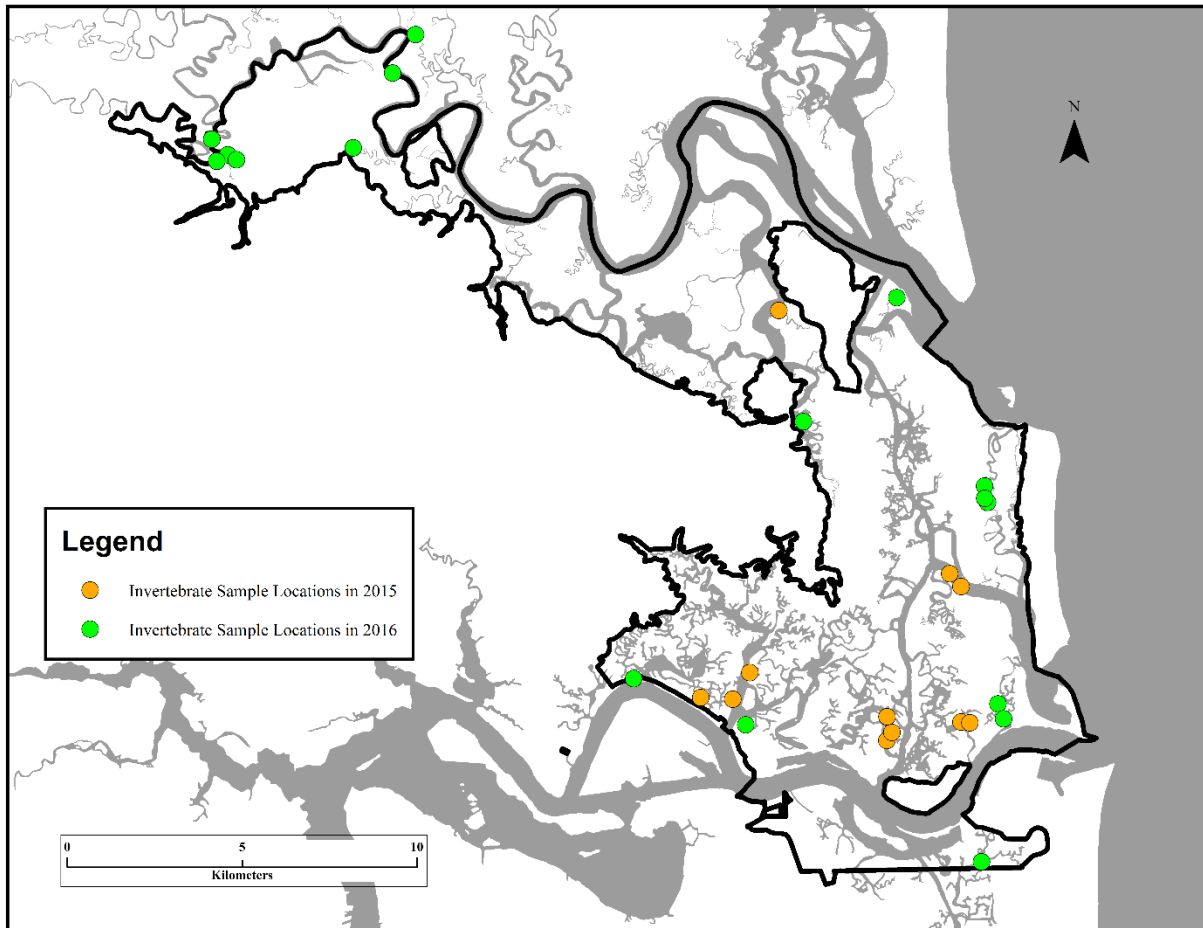 N
Legend
Invertebrate Sample Locations in 2015
Invertebrate Sample Locations in 2016
0 5 10
Kilometers